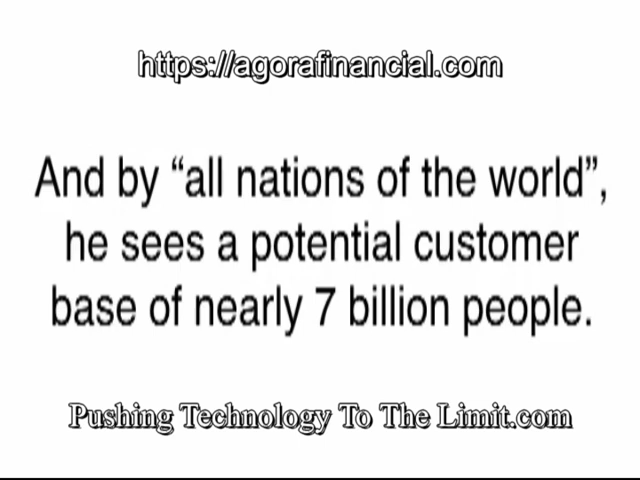 https://agorafinancial.com
And by “all nations of the world”,
he sees a potential customer
base of nearly 7 billion people.
Pushing Technology To The Limit.com